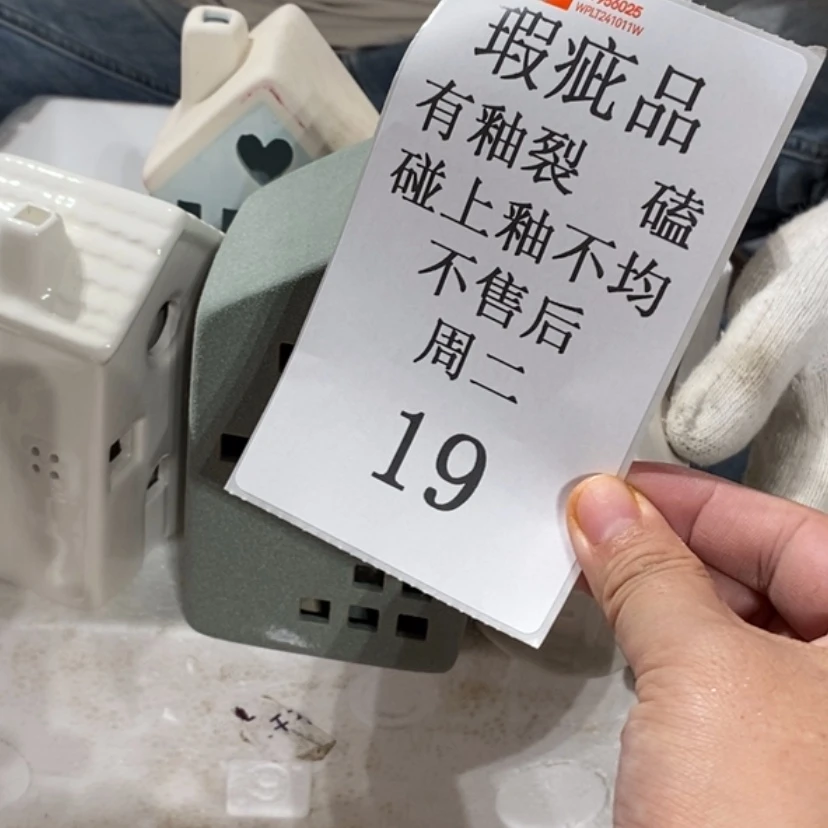 WPLT241011W
瑕疵品
有釉裂 磕
碰上釉不均
不售后
周二
19